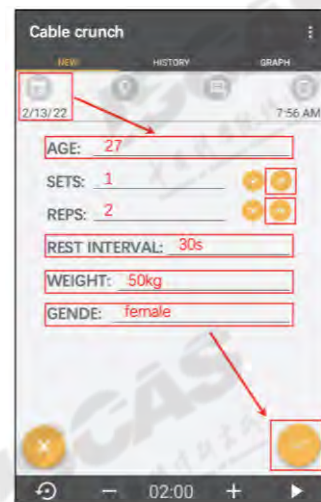 Cable crunch
NEW HISTORY GRAPH
2/13/22 7:56 AM
AGE: 27
SETS: 1
REPS: 2
REST INTERVAL: 30s
WEIGHT: 50kg
GENDE: female
02:00